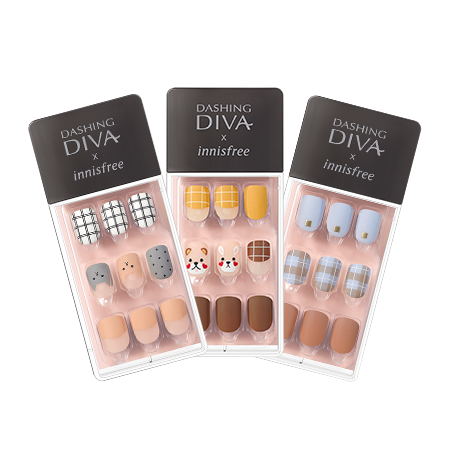 DASHING
DIVA
x
innisfree
DASHING
DIVA
x
innisfree
DASHING
DIVA
x
innisfree